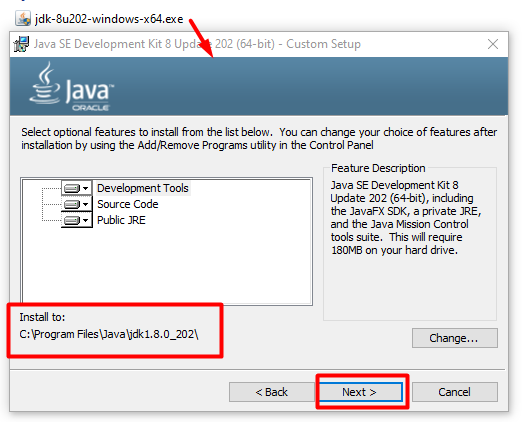 jdk-8u202-windows-x64.exe
Java SE Development Kit 8 Update 202 (64-bit) - Custom Setup
Java™
ORACLE
Select optional features to install from the list below.  You can change your choice of features after
installation by using the Add/Remove Programs utility in the Control Panel
Development Tools
Source Code
Public JRE
Feature Description
Java SE Development Kit 8
Update 202 (64-bit), including
the JavaFX SDK, a private JRE,
and the Java Mission Control
tools suite.  This will require
180MB on your hard drive.
Install to:
C:\Program Files\Java\jdk1.8.0_202\
Change...
< Back
Next >
Cancel